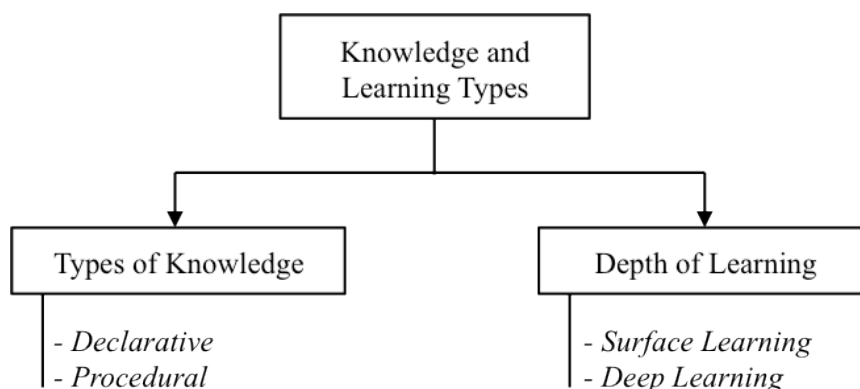 Knowledge and
Learning Types
Types of Knowledge
Depth of Learning
- Declarative
- Procedural
- Surface Learning
- Deep Learning